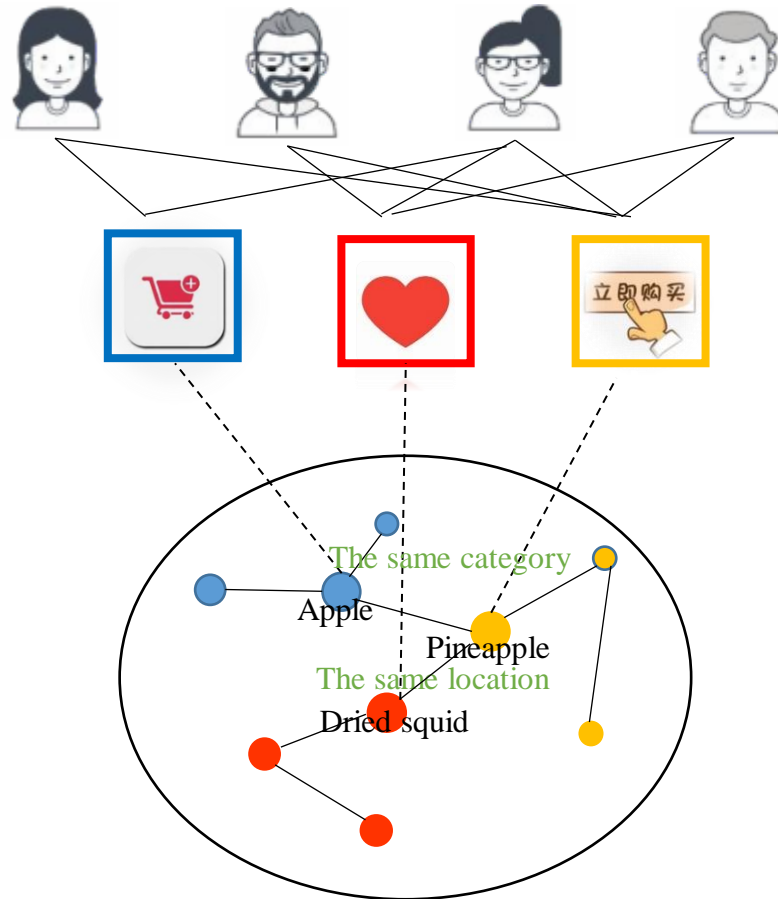 立即购买
The same category
Apple
Pineapple
The same location
Dried squid